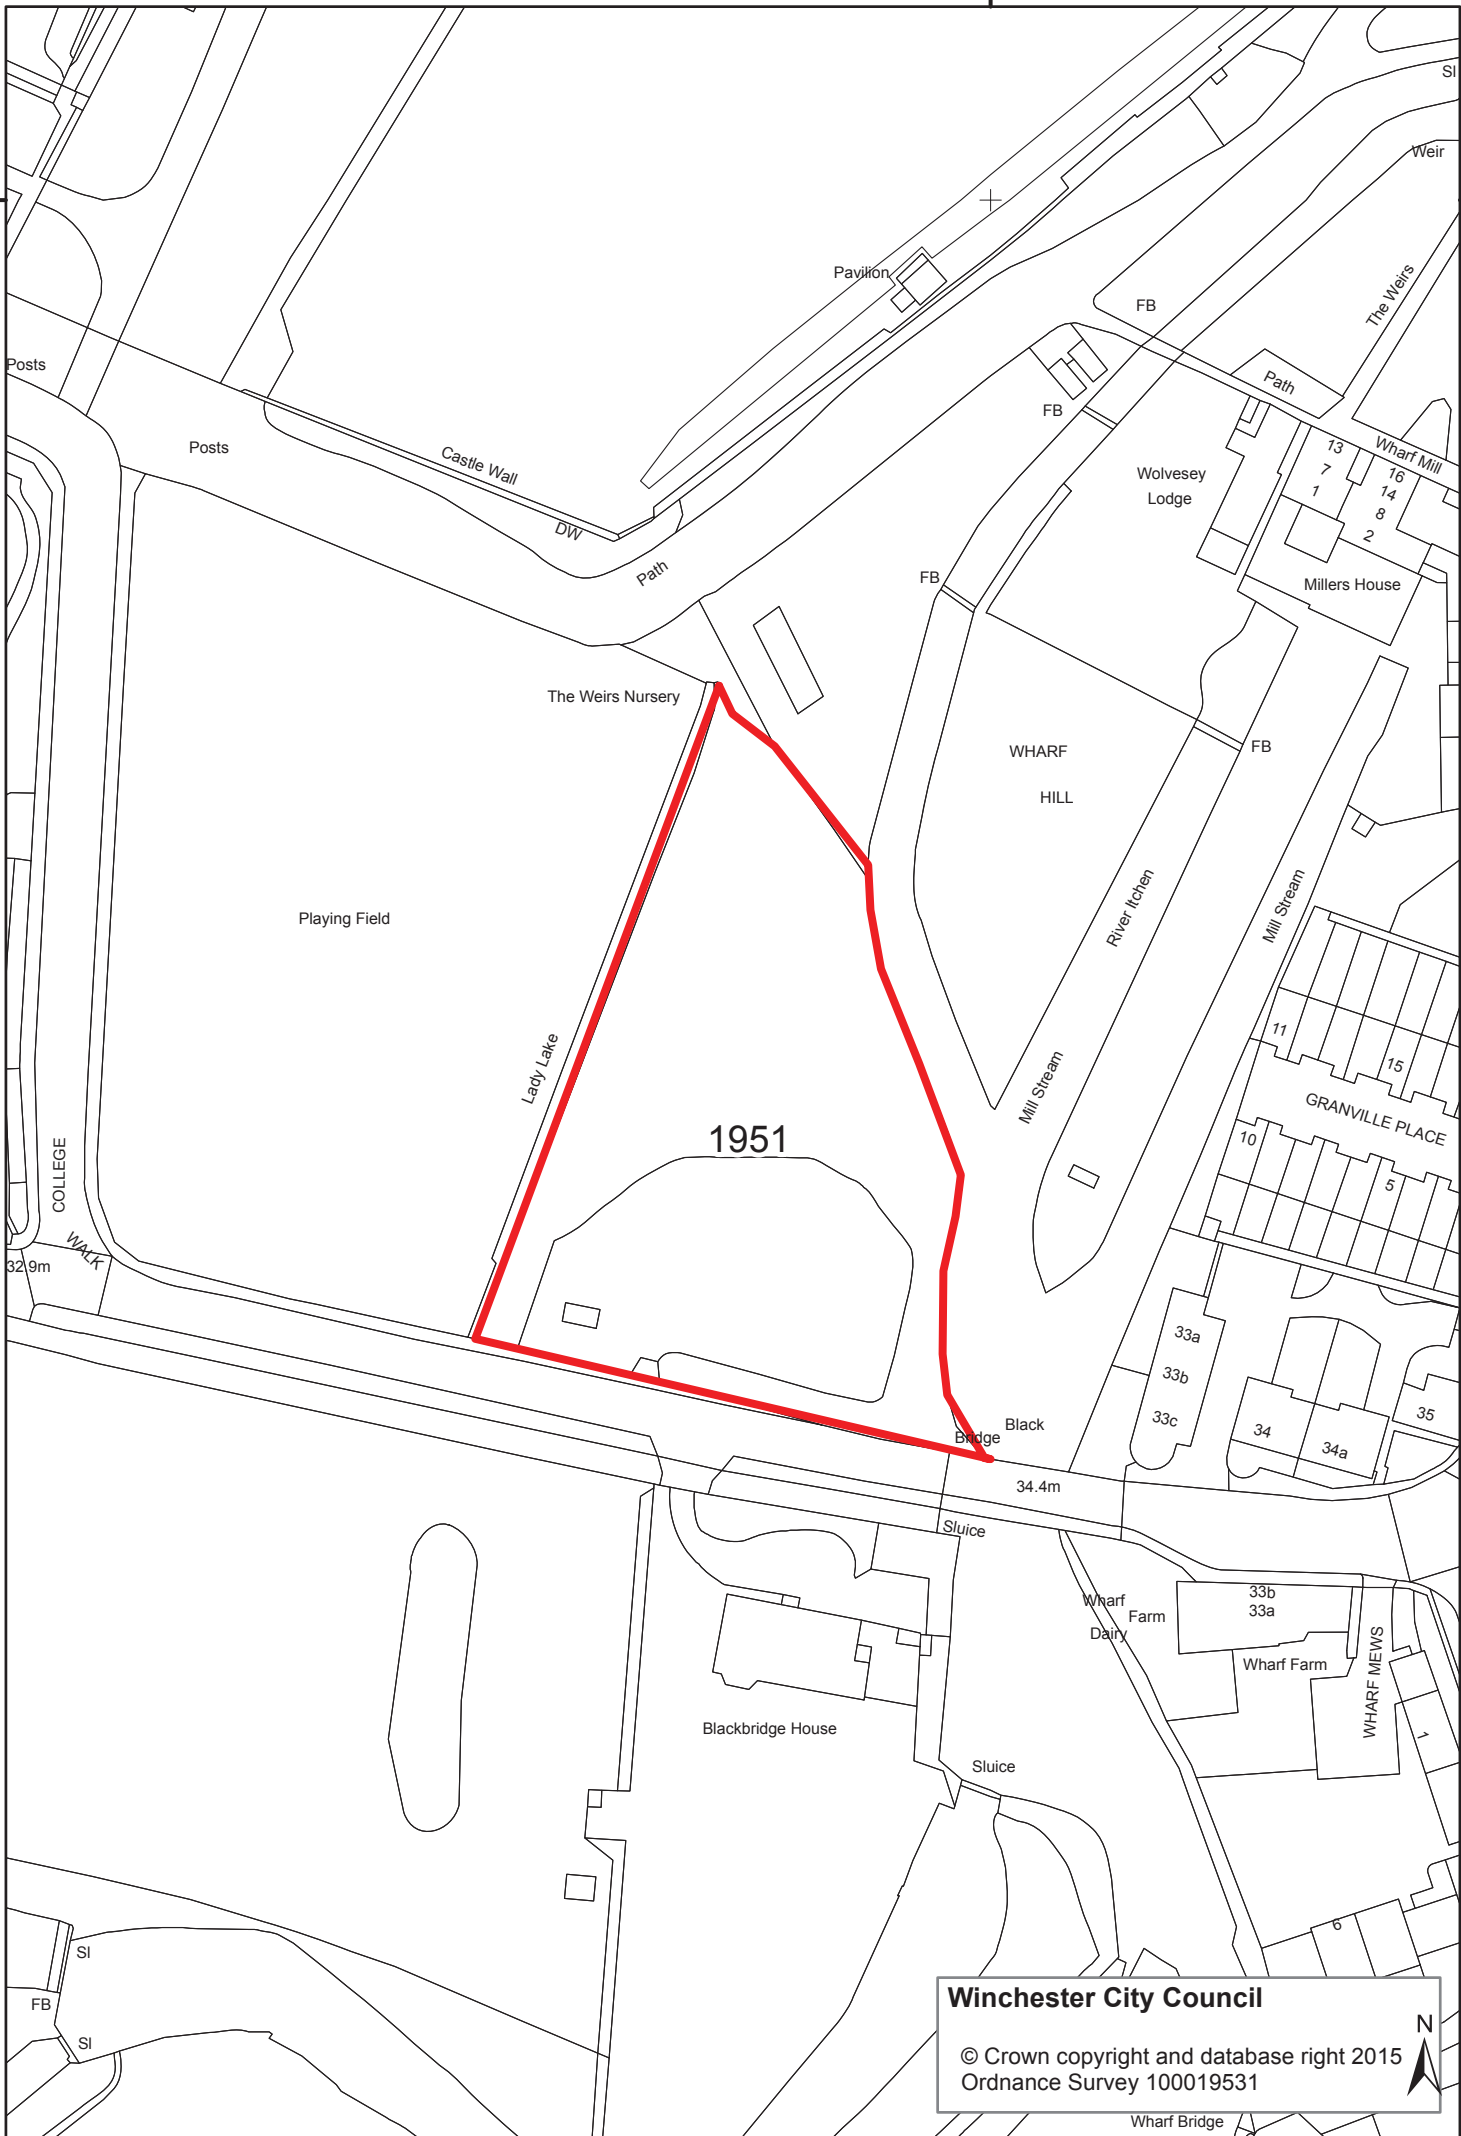 Sl
Weir
Pavilion
The Weirs
FB
Posts
Path
FB
Posts
Castle Wall
Wharf Mill
13
7
1
16
14
8
2
Wolvesey
Lodge
DW
Path
FB
Millers House
The Weirs Nursery
WHARF
HILL
FB
Playing Field
River Itchen
Mill Stream
Lady Lake
11
15
Mill Stream
GRANVILLE PLACE
1951
10
5
COLLEGE
WALK
32.9m
33a
33b
33c
34
34a
35
Black
Bridge
34.4m
Sluice
Wharf
Farm
Dairy
33b
33a
Wharf Farm
WHARF MEWS
1
Blackbridge House
Sluice
6
Sl
FB
Sl
Winchester City Council
N
© Crown copyright and database right 2015
Ordnance Survey 100019531
Wharf Bridge